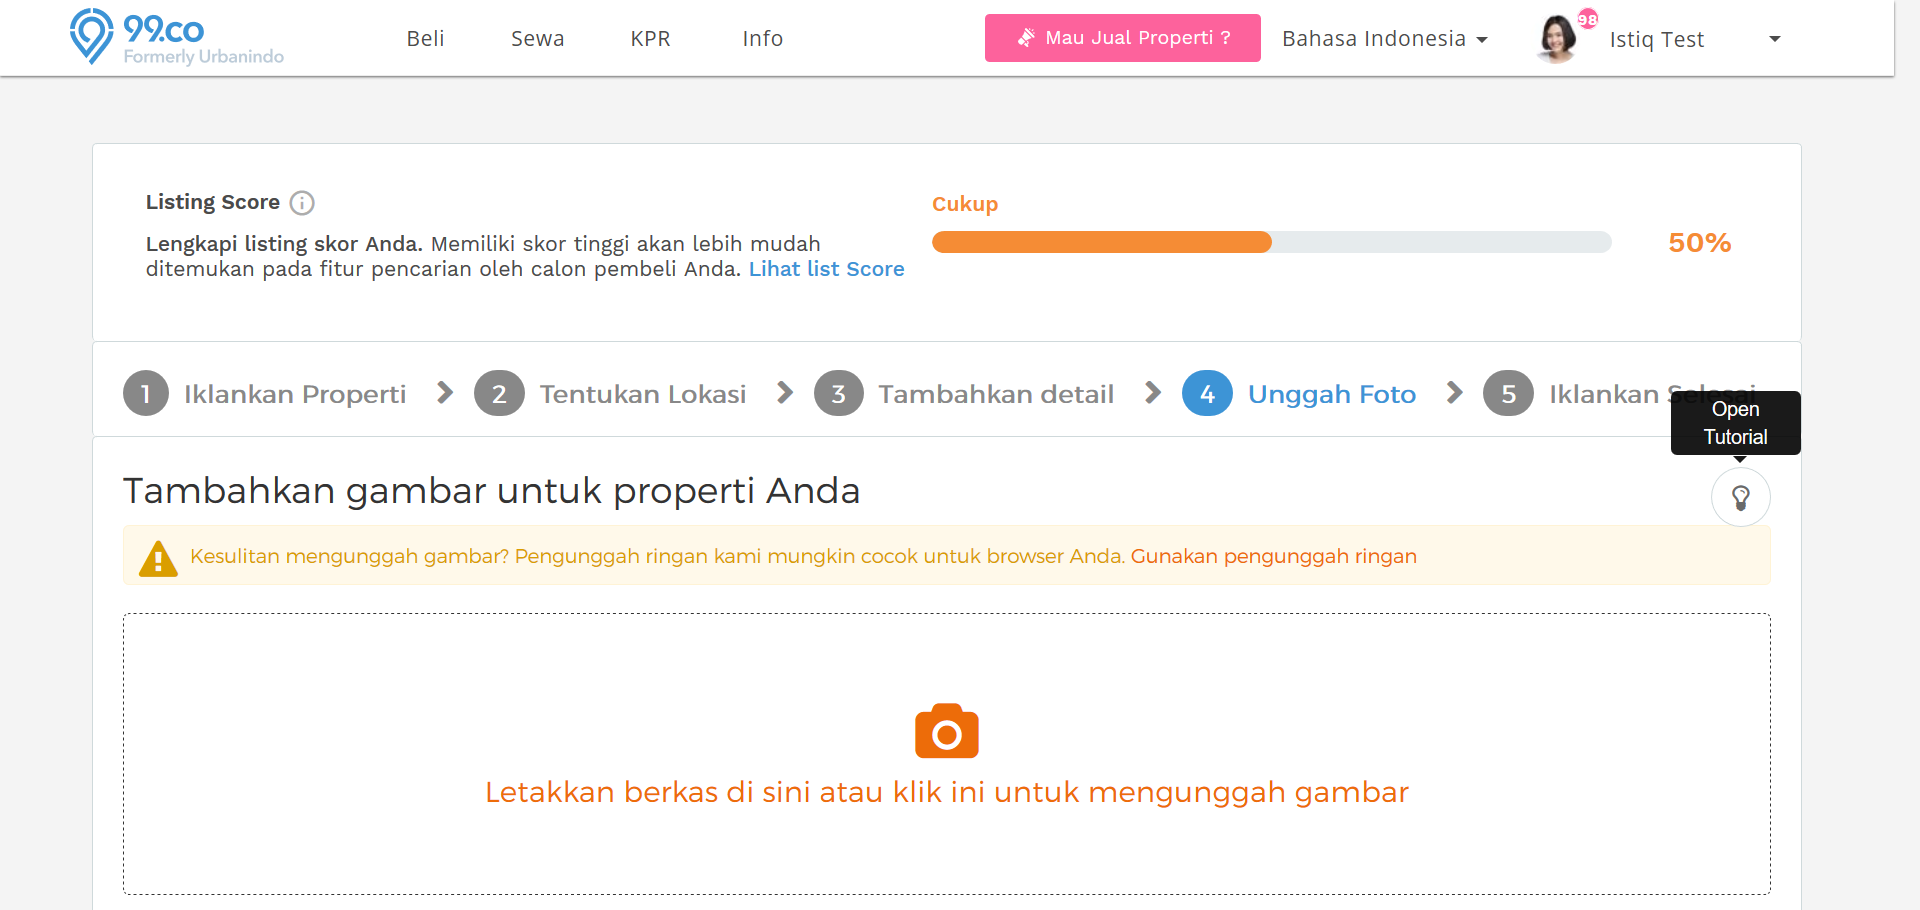 99.co
Formerly Urbanindo
Beli
Sewa
KPR
Info
Mau Jual Properti ?
Bahasa Indonesia
98
Istiq Test
Listing Score
Lengkapi listing skor Anda. Memiliki skor tinggi akan lebih mudah
ditemukan pada fitur pencarian oleh calon pembeli Anda. Lihat list Score
Cukup
50%
1 Iklankan Properti
2 Tentukan Lokasi
3 Tambahkan detail
4 Unggah Foto
5 Iklankan Selesai
Open
Tutorial
Tambahkan gambar untuk properti Anda
Kesulitan mengunggah gambar? Pengunggah ringan kami mungkin cocok untuk browser Anda. Gunakan pengunggah ringan
Letakkan berkas di sini atau klik ini untuk mengunggah gambar